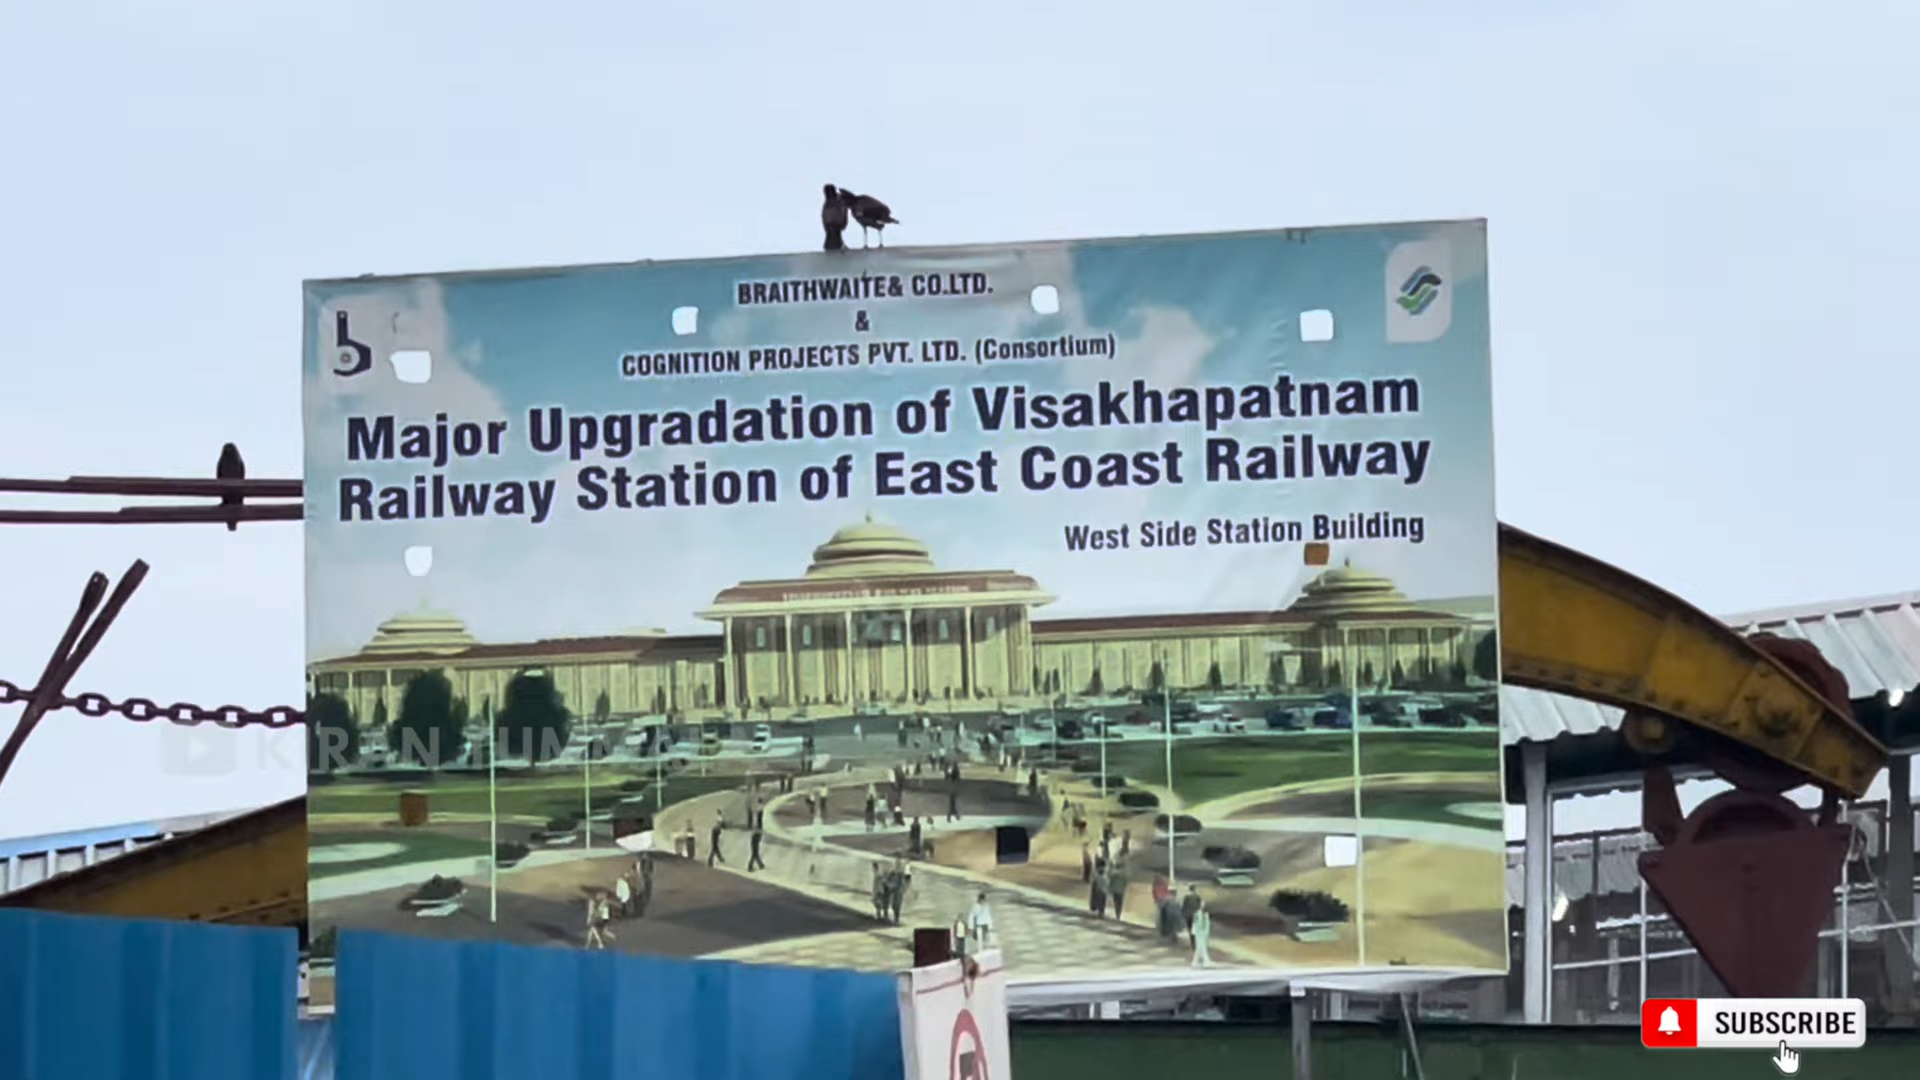 BRAITHWAITE& CO.LTD.
&
COGNITION PROJECTS PVT. LTD. (Consortium)
Major Upgradation of Visakhapatnam
Railway Station of East Coast Railway
West Side Station Building
KIRAN
SUBSCRIBE